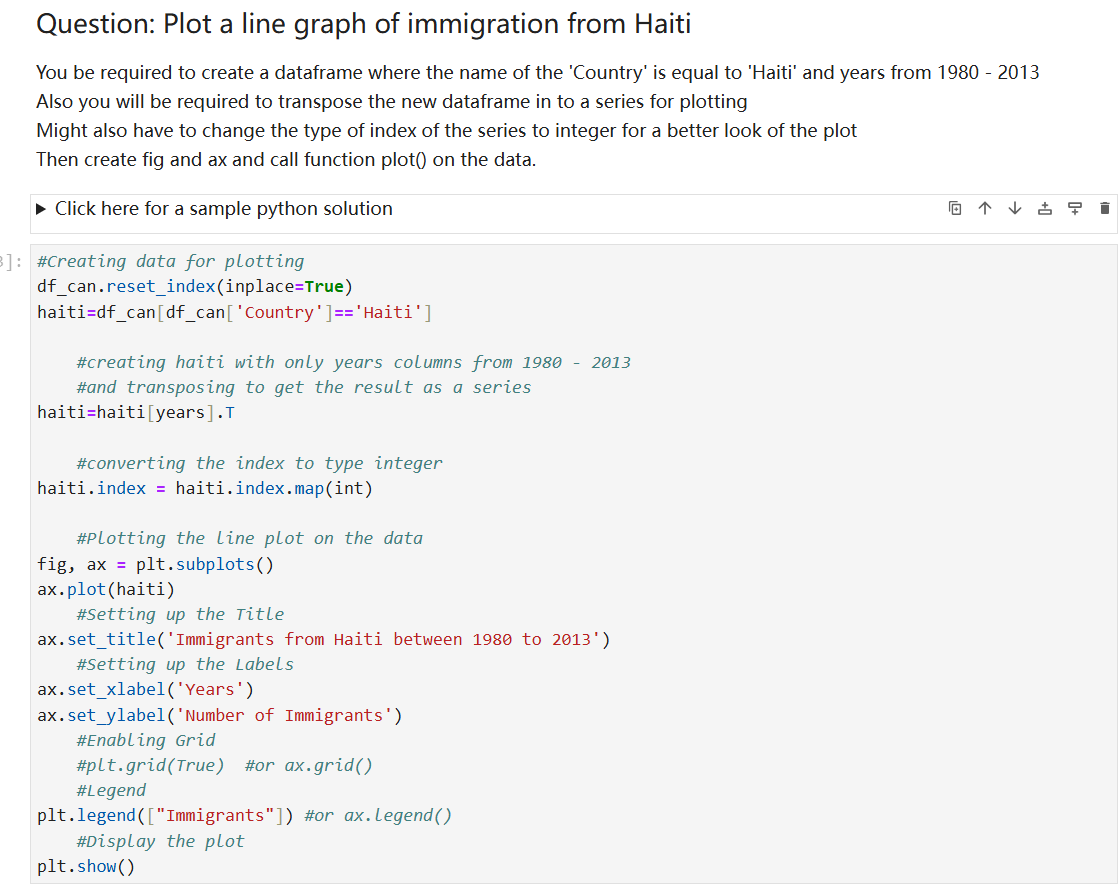 Question: Plot a line graph of immigration from Haiti
You be required to create a dataframe where the name of the 'Country' is equal to 'Haiti' and years from 1980 - 2013
Also you will be required to transpose the new dataframe in to a series for plotting
Might also have to change the type of index of the series to integer for a better look of the plot
Then create fig and ax and call function plot() on the data.
Click here for a sample python solution
]:
#Creating data for plotting
df_can.reset_index(inplace=True)
haiti=df_can[df_can['Country']=='Haiti']
    #creating haiti with only years columns from 1980 - 2013
    #and transposing to get the result as a series
haiti=haiti[years].T
    #converting the index to type integer
haiti.index = haiti.index.map(int)
    #Plotting the line plot on the data
fig, ax = plt.subplots()
ax.plot(haiti)
    #Setting up the Title
ax.set_title('Immigrants from Haiti between 1980 to 2013')
    #Setting up the Labels
ax.set_xlabel('Years')
ax.set_ylabel('Number of Immigrants')
    #Enabling Grid
    #plt.grid(True)  #or ax.grid()
    #Legend
plt.legend(["Immigrants"]) #or ax.legend()
    #Display the plot
plt.show()